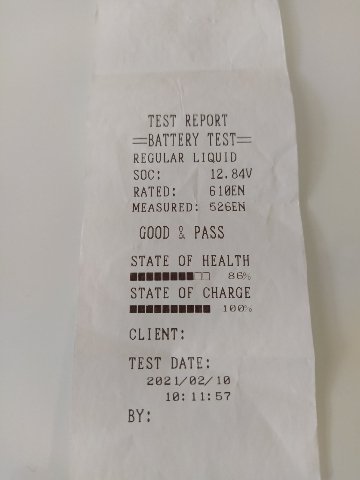 TEST REPORT
==BATTERY TEST==
REGULAR LIQUID
SOC: 12.84V
RATED: 610EN
MEASURED: 526EN
GOOD & PASS
STATE OF HEALTH
86%
STATE OF CHARGE
100%
CLIENT:
TEST DATE:
2021/02/10
10:11:57
BY: